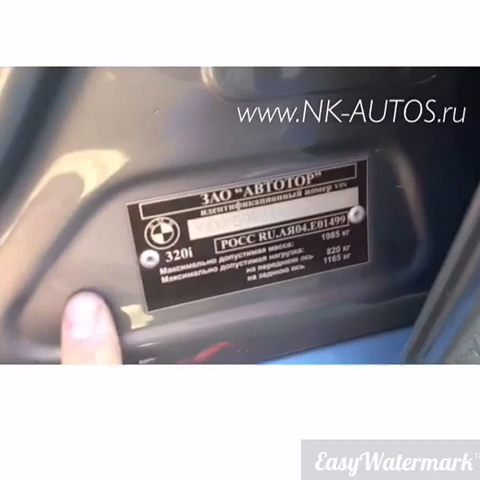 www.NK-AUTOS.ru
ЗАО "АВТОТОР"
идентификационный номер VIN
РОСС RU.АЯ04.Е01499
320i
Максимально допустимая масса: 1985 кг
Максимально допустимая нагрузка:
на переднюю ось 820 кг
на заднюю ось 1165 кг
EasyWatermark™